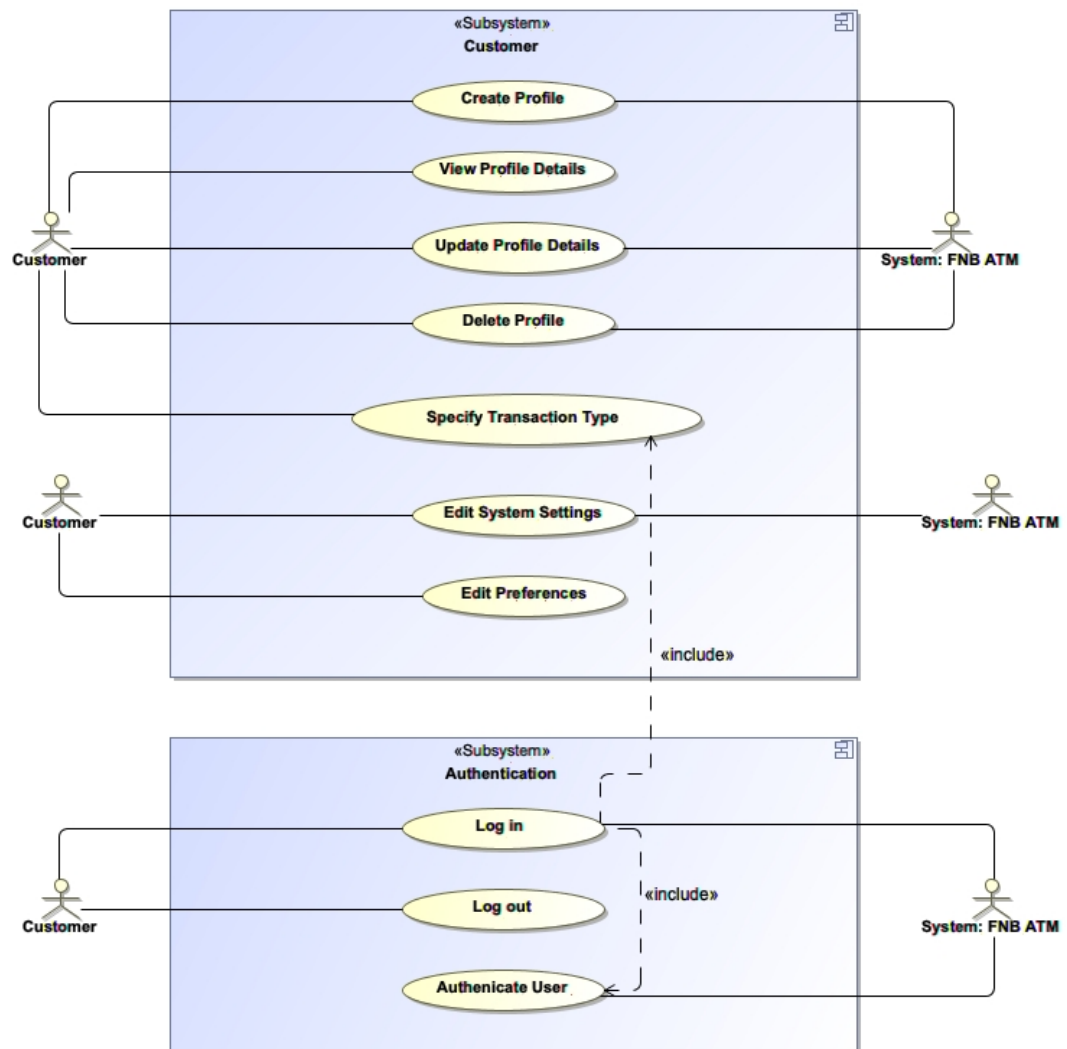 «Subsystem»
Customer
Create Profile
View Profile Details
Customer
Update Profile Details
System: FNB ATM
Delete Profile
Specify Transaction Type
Customer
Edit System Settings
System: FNB ATM
Edit Preferences
«include»
«Subsystem»
Authentication
Log in
«include»
Customer
Log out
System: FNB ATM
Authenicate User